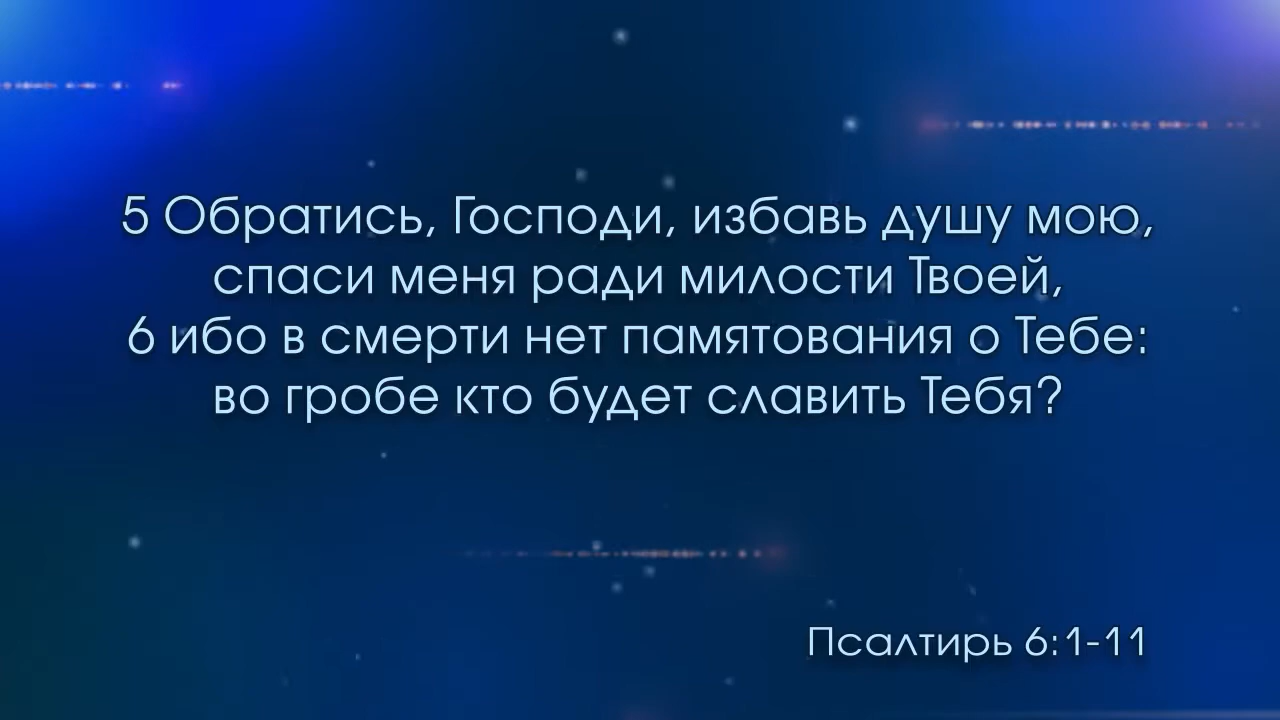 5 Обратись, Господи, избавь душу мою,
спаси меня ради милости Твоей,
6 ибо в смерти нет памятования о Тебе:
во гробе кто будет славить Тебя?
Псалтирь 6:1-11